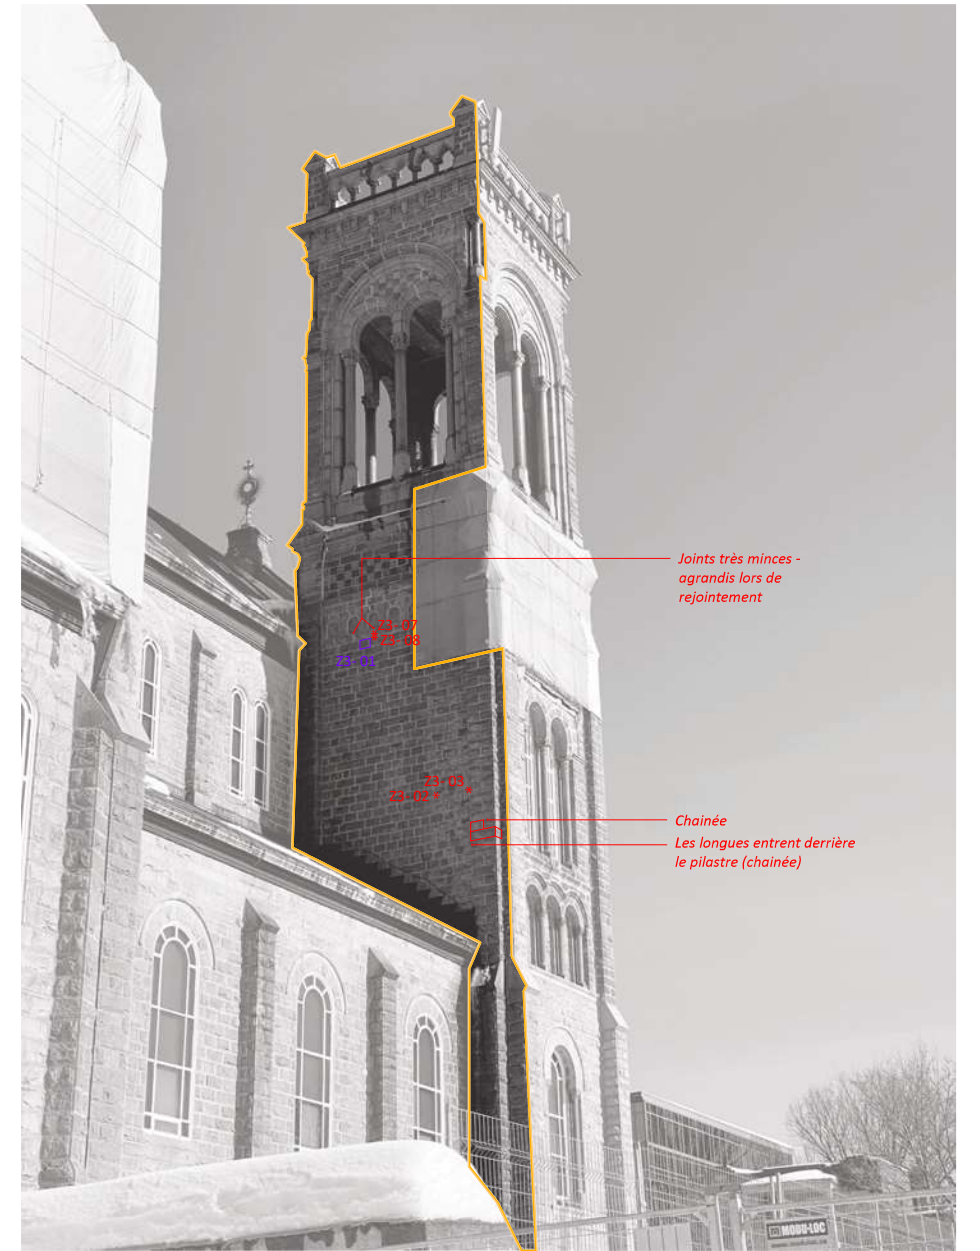 Joints très minces -
agrandis lors de
rejointement
Z3-07
Z3-08
Z3-01
Z3-03
Z3-02
Chainée
Les longues entrent derrière
le pilastre (chainée)
MODU-LOC